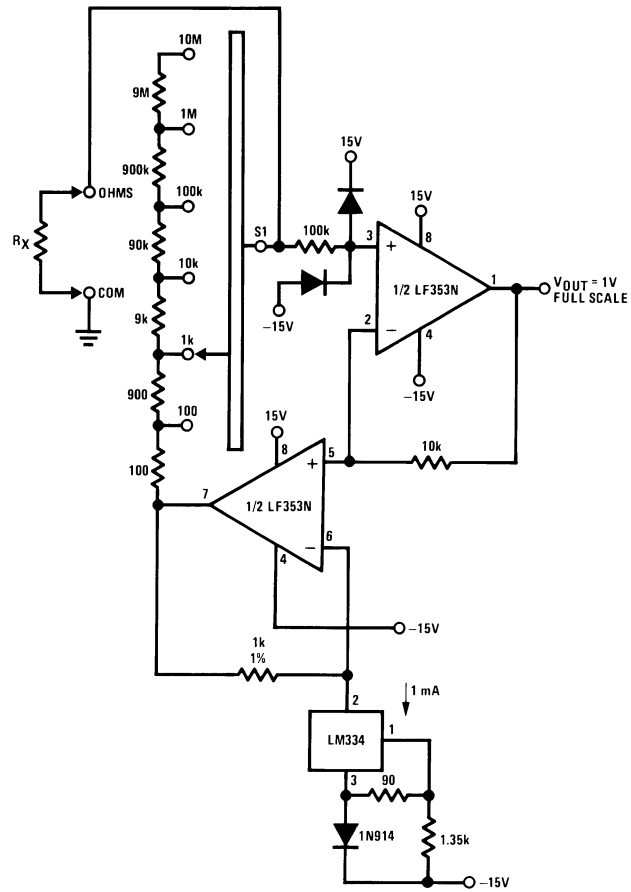 10M
9M
1M
900k
100k
OHMS
90k
RX
10k
COM
9k
1k
900
100
100
S1
100k
15V
-15V
3
+
15V
8
1/2 LF353N
1
VOUT = 1V
FULL SCALE
2
−
4
-15V
15V
8
5
+
10k
7
1/2 LF353N
6
−
4
-15V
1k
1%
1 mA
2
LM334
1
3
90
1N914
1.35k
-15V